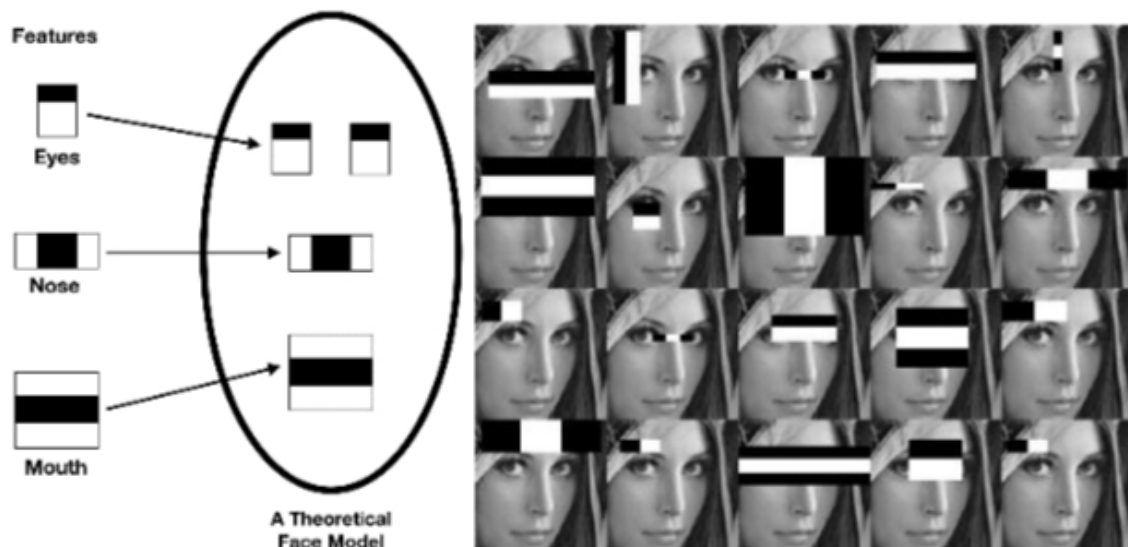 Features
Eyes
Nose
Mouth
A Theoretical
Face Model